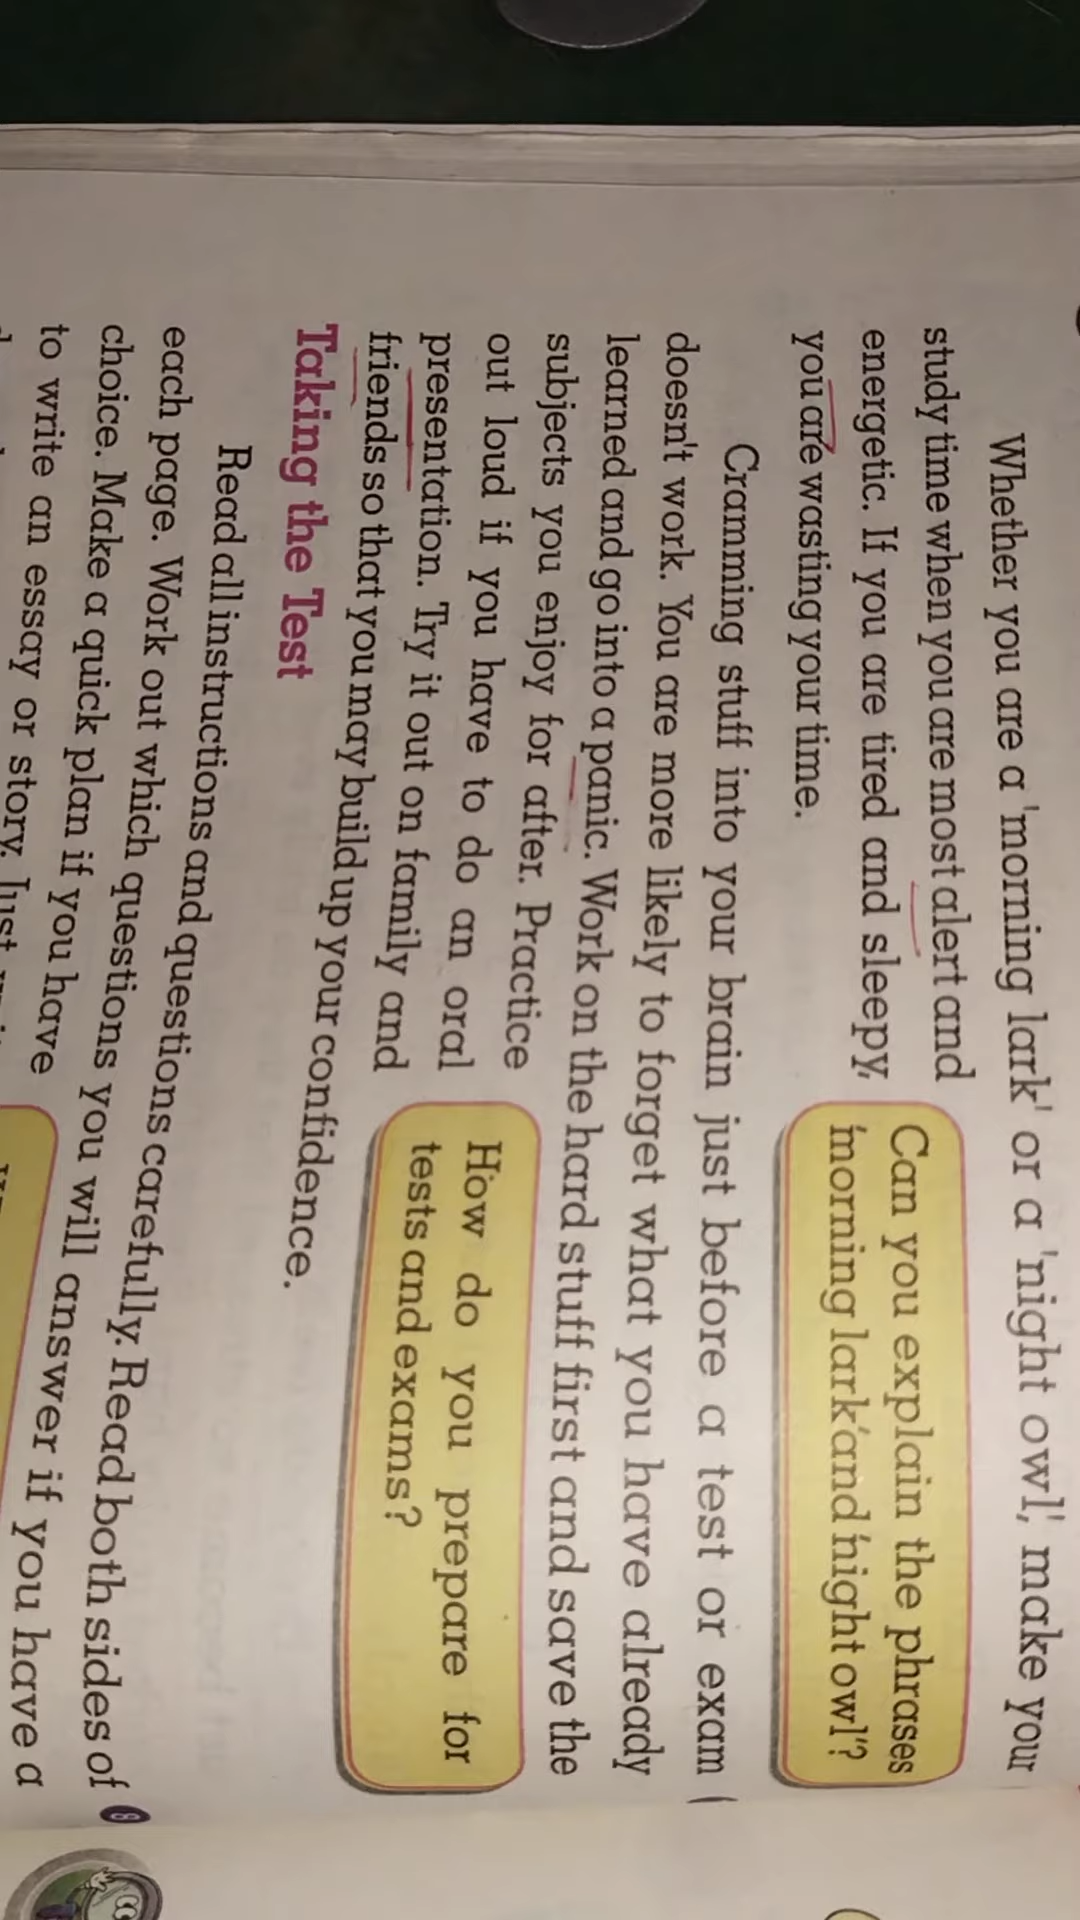 Whether you are a 'morning lark' or a 'night owl', make your
study time when you are most alert and
energetic. If you are tired and sleepy,
you are wasting your time.
Can you explain the phrases
'morning lark' and 'night owl'?
Cramming stuff into your brain just before a test or exam
doesn't work. You are more likely to forget what you have already
learned and go into a panic. Work on the hard stuff first and save the
subjects you enjoy for after. Practice
out loud if you have to do an oral
presentation. Try it out on family and
friends so that you may build up your confidence.
How do you prepare for
tests and exams?
Taking the Test
Read all instructions and questions carefully. Read both sides of
each page. Work out which questions you will answer if you have a
choice. Make a quick plan if you have
to write an essay or story. Just
8